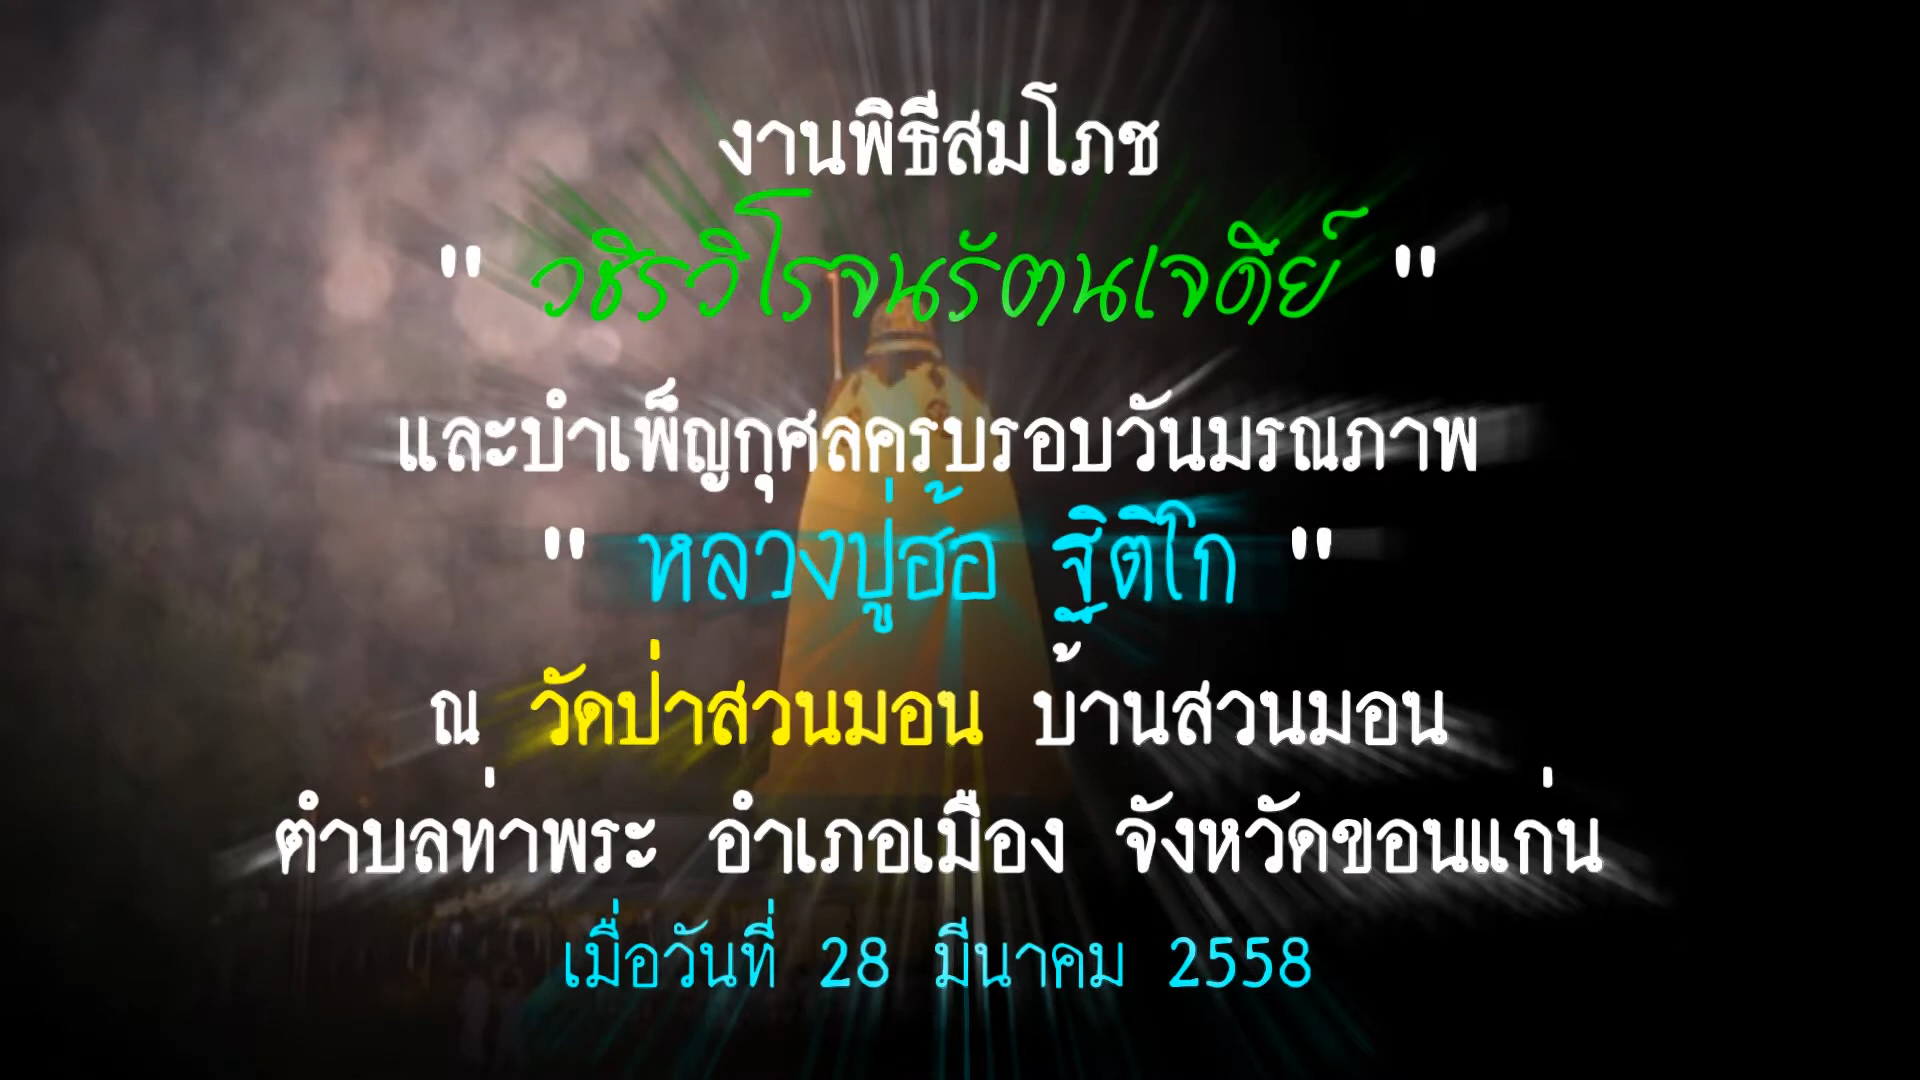 งานพิธีสมโภช
" วชิรวิโรจนรัตนเจดีย์ "
และบำเพ็ญกุศลครบรอบวันมรณภาพ
" หลวงปู่ฮ้อ ฐิติโก "
ณ วัดป่าสวนมอน บ้านสวนมอน
ตำบลท่าพระ อำเภอเมือง จังหวัดขอนแก่น
เมื่อวันที่ 28 มีนาคม 2558